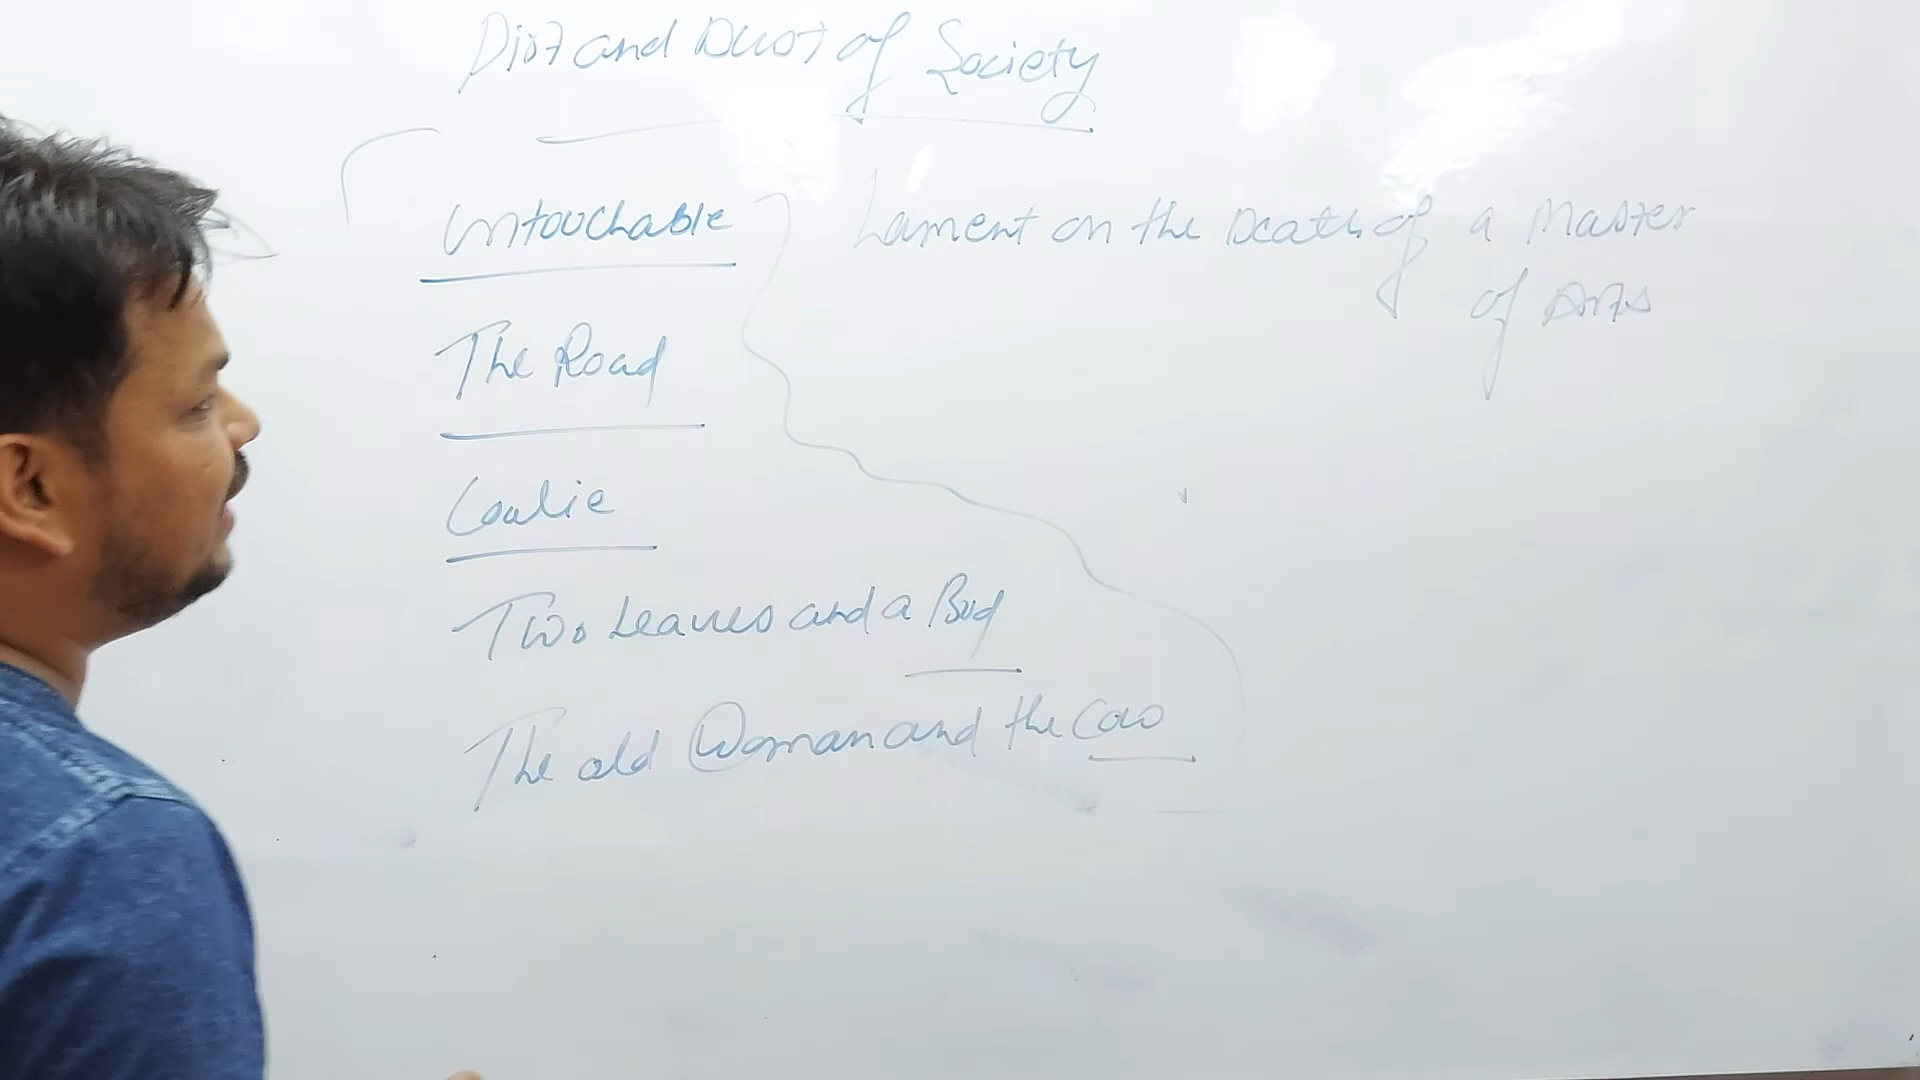 Dirt and Dust of Society
Untouchable
The Road
Coolie
Two Leaves and a Bud
The old Woman and the Cow
Lament on the Death of a Master
of Arts